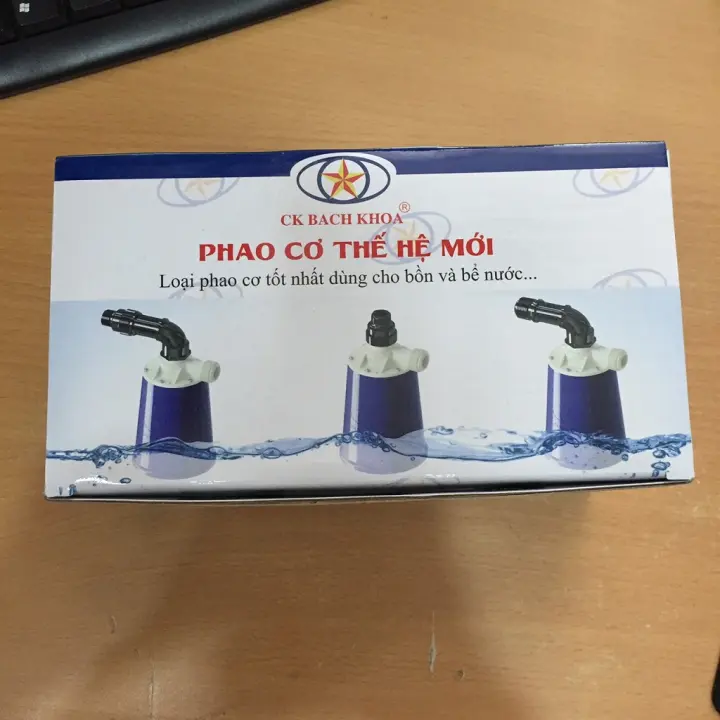 CK BACH KHOA®
PHAO CƠ THẾ HỆ MỚI
Loại phao cơ tốt nhất dùng cho bồn và bể nước...